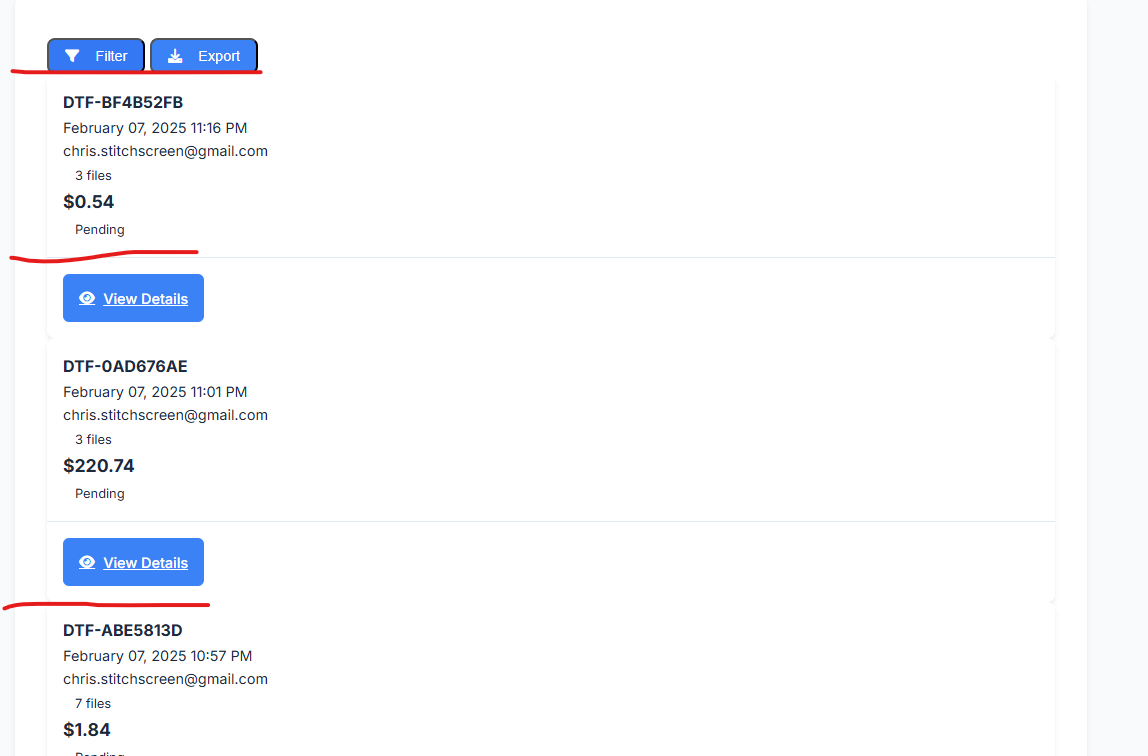 Filter Export
DTF-BF4B52FB
February 07, 2025 11:16 PM
chris.stitchscreen@gmail.com
3 files
$0.54
Pending
View Details
DTF-0AD676AE
February 07, 2025 11:01 PM
chris.stitchscreen@gmail.com
3 files
$220.74
Pending
View Details
DTF-ABE5813D
February 07, 2025 10:57 PM
chris.stitchscreen@gmail.com
7 files
$1.84
Pending